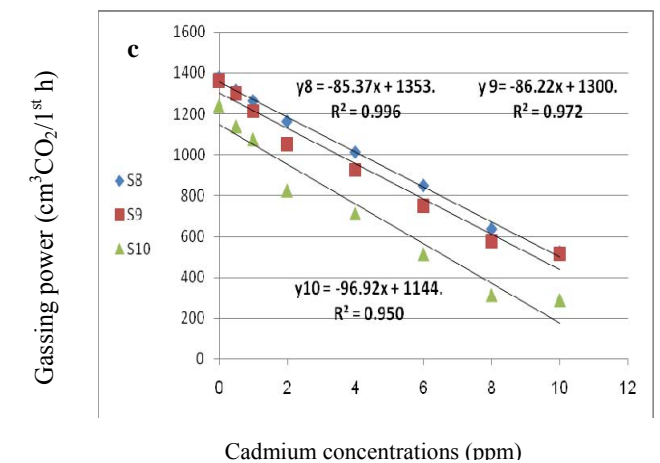 c
1600
1400
1200
1000
800
600
400
200
0
0 2 4 6 8 10 12
y8 = -85.37x + 1353.
R² = 0.996
y9= -86.22x + 1300.
R² = 0.972
y10 = -96.92x + 1144.
R² = 0.950
S8
S9
S10
Gassing power (cm³CO₂/1ˢᵗ h)
Cadmium concentrations (ppm)